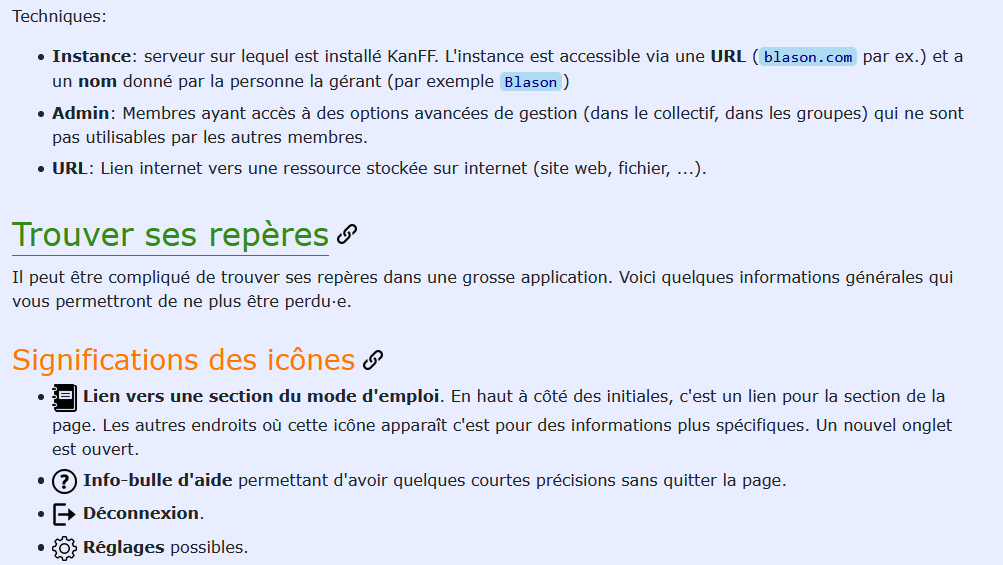 Techniques:
• Instance: serveur sur lequel est installé KanFF. L'instance est accessible via une URL (blason.com par ex.) et a
un nom donné par la personne la gérant (par exemple Blason)
• Admin: Membres ayant accès à des options avancées de gestion (dans le collectif, dans les groupes) qui ne sont
pas utilisables par les autres membres.
• URL: Lien internet vers une ressource stockée sur internet (site web, fichier, ...).
Trouver ses repères
Il peut être compliqué de trouver ses repères dans une grosse application. Voici quelques informations générales qui
vous permettront de ne plus être perdu·e.
Significations des icônes
• Lien vers une section du mode d'emploi. En haut à côté des initiales, c'est un lien pour la section de la
page. Les autres endroits où cette icône apparaît c'est pour des informations plus spécifiques. Un nouvel onglet
est ouvert.
• ? Info-bulle d'aide permettant d'avoir quelques courtes précisions sans quitter la page.
• Déconnexion.
• Réglages possibles.